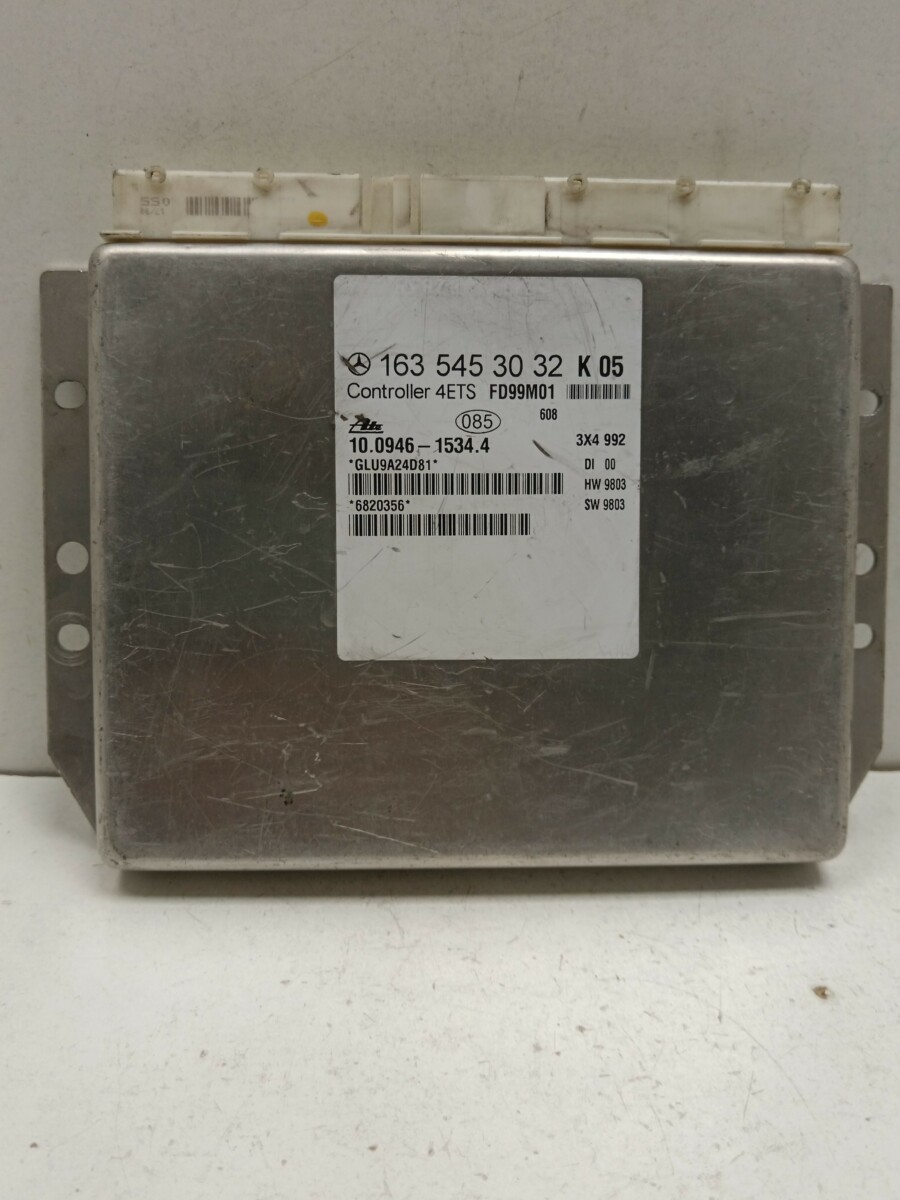 163 545 30 32 K 05
Controller 4ETS FD99M01
Ate 085 608
10.0946-1534.4 3X4 992
*GLU9A24D81* DI 00
HW 9803
*6820356* SW 9803